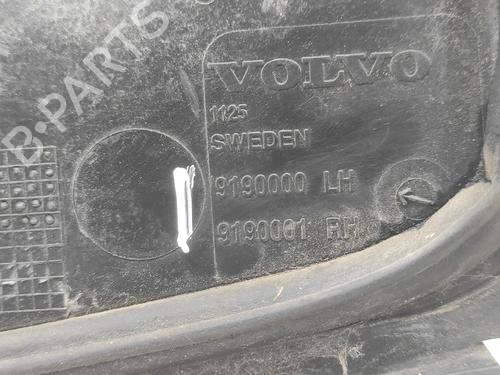 B-PARTS
VOLVO
1125
SWEDEN
9190000 LH
9190001 RH